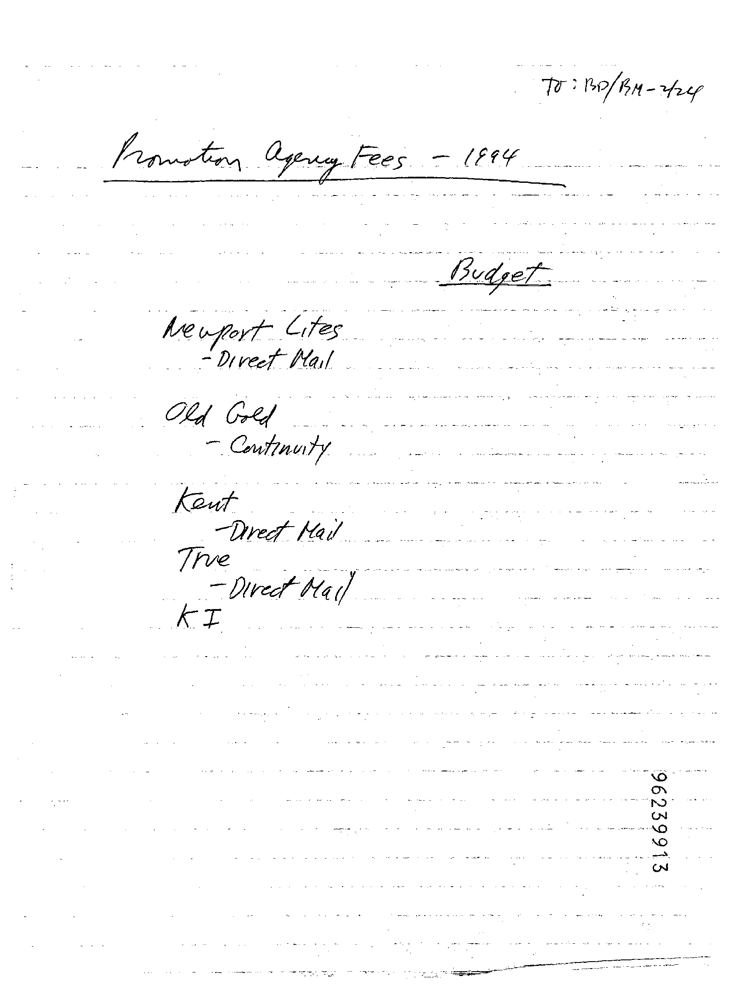 TO: BD/BM - 2/24
Promotion Agency Fees - 1994
Budget
Newport Lites
- Direct Mail
Old Gold
- Continuity
Kent
- Direct Mail
True
- Direct Mail
K I
96239913